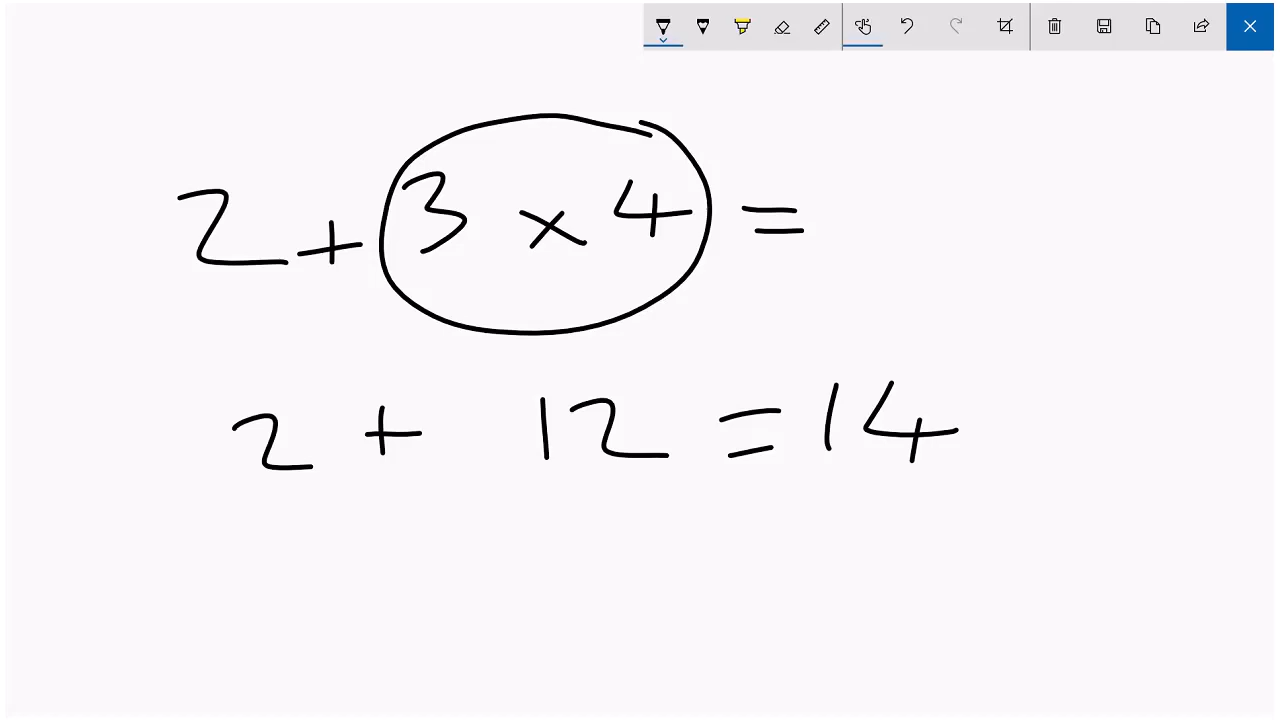 2 + 3 × 4 =
2 + 12 = 14